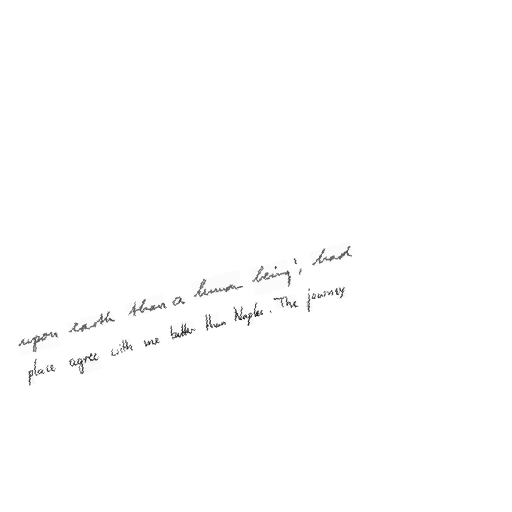 upon earth than a human being', had
place agree with me better than Naples. The journey